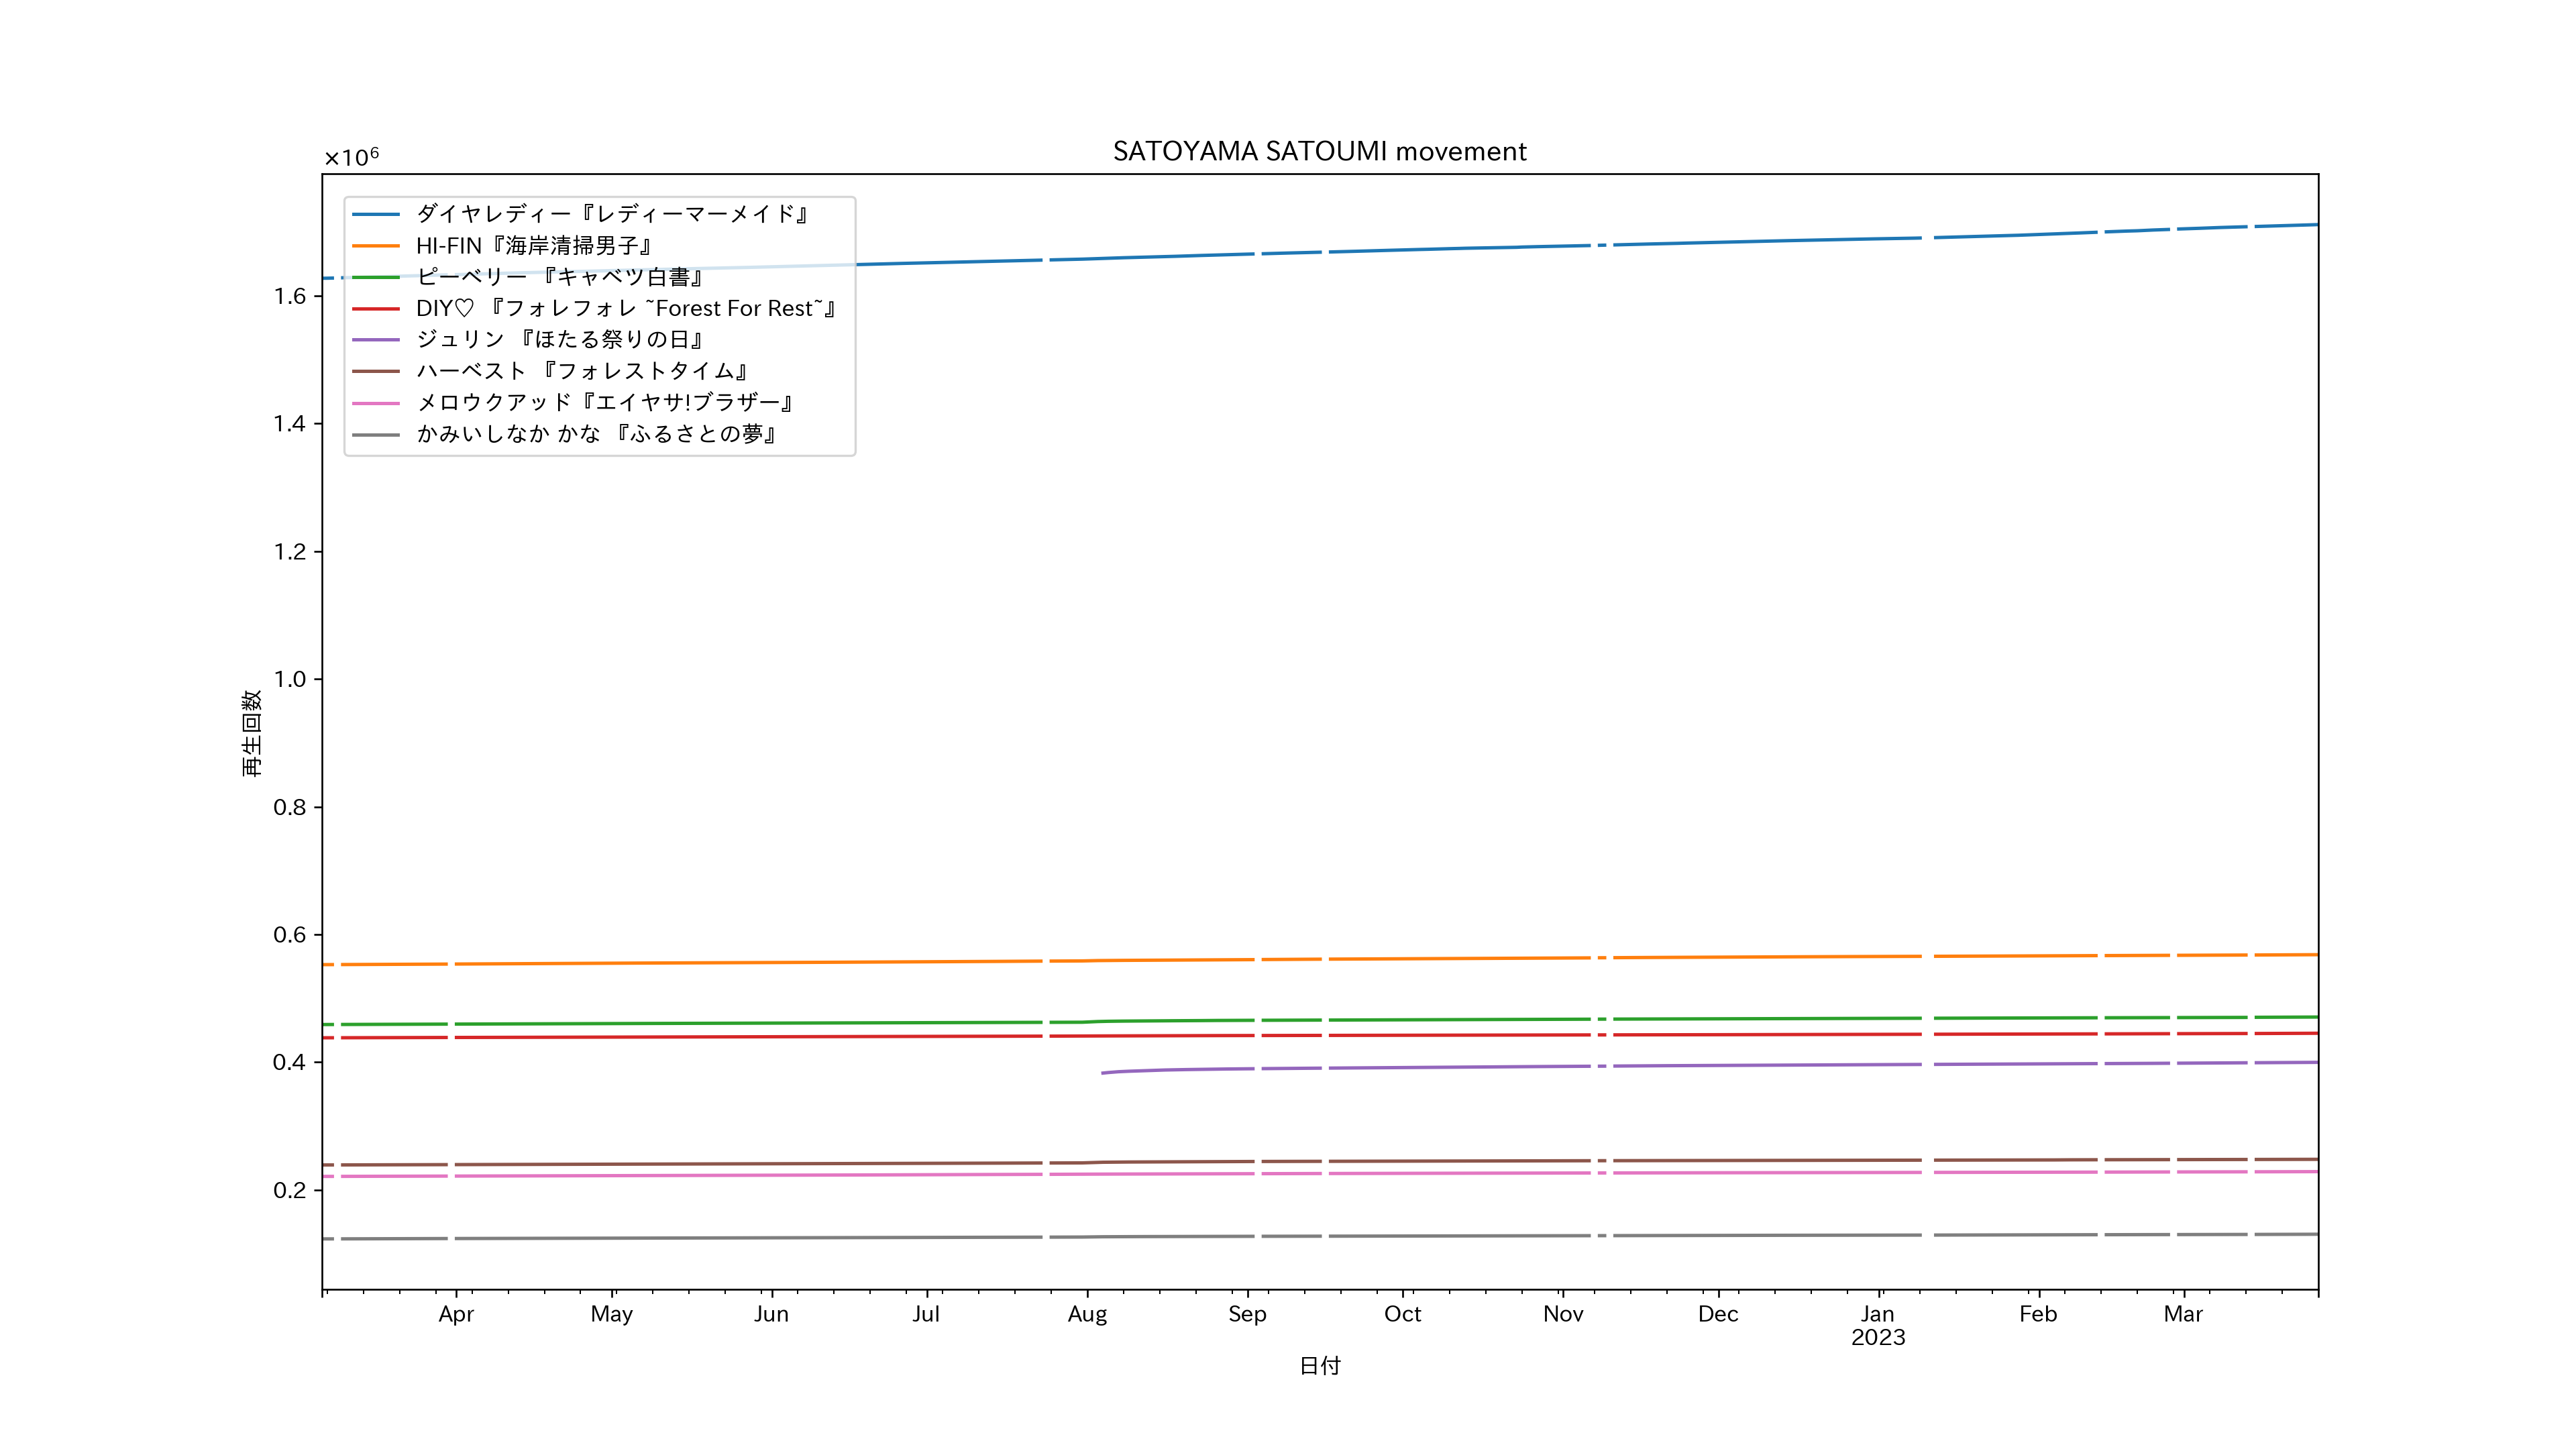 SATOYAMA SATOUMI movement
×10⁶
ダイヤレディー『レディーマーメイド』
HI-FIN『海岸清掃男子』
ピーベリー 『キャベツ白書』
DIY♡ 『フォレフォレ ~Forest For Rest~』
ジュリン 『ほたる祭りの日』
ハーベスト 『フォレストタイム』
メロウクアッド『エイヤサ!ブラザー』
かみいしなか かな 『ふるさとの夢』
1.6
1.4
1.2
1.0
0.8
0.6
0.4
0.2
再生回数
Apr May Jun Jul Aug Sep Oct Nov Dec Jan Feb Mar
2023
日付